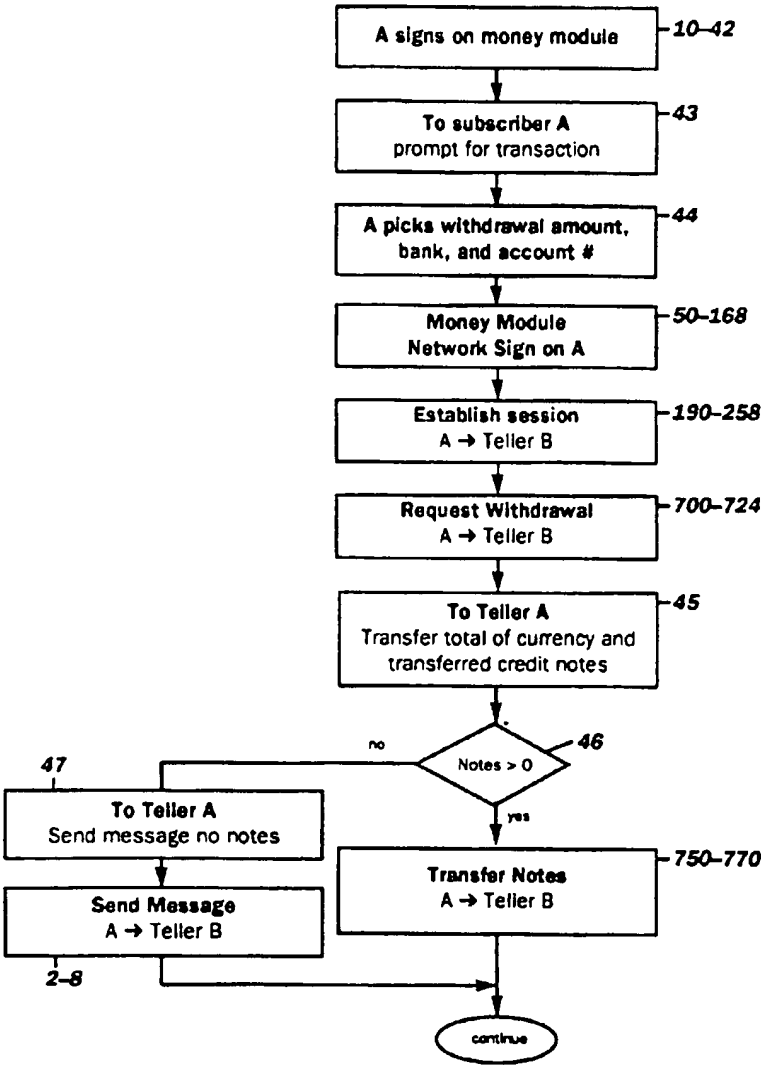 A signs on money module
10–42
To subscriber A
prompt for transaction
43
A picks withdrawal amount,
bank, and account #
44
Money Module
Network Sign on A
50–168
Establish session
A → Teller B
190–258
Request Withdrawal
A → Teller B
700–724
To Teller A
Transfer total of currency and
transferred credit notes
45
Notes > 0
46
no
yes
47
To Teller A
Send message no notes
Send Message
A → Teller B
2–8
Transfer Notes
A → Teller B
750–770
continue